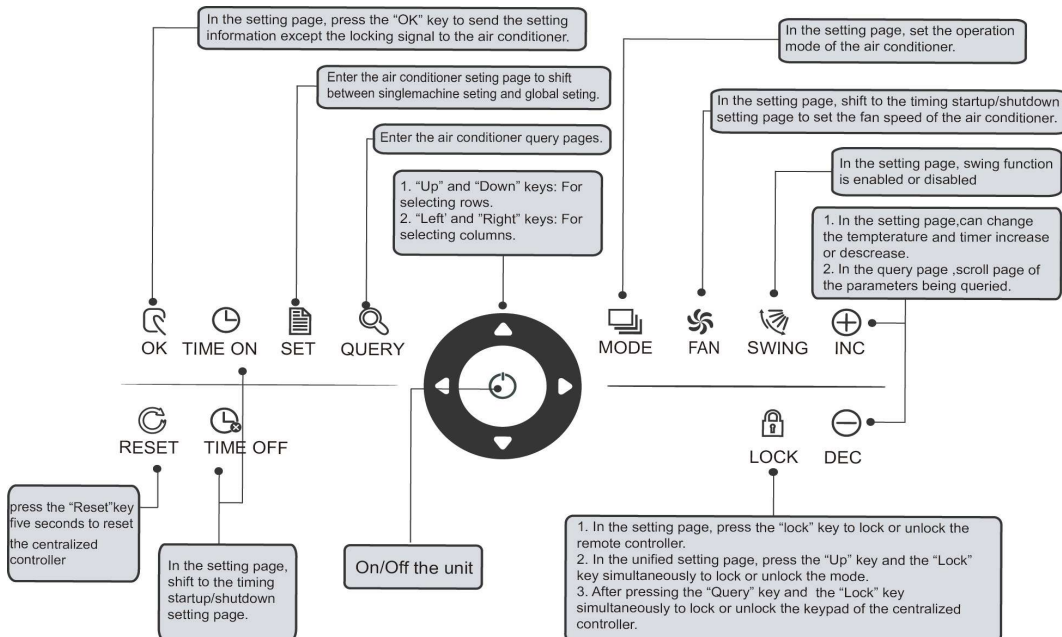 In the setting page, press the “OK” key to send the setting
information except the locking signal to the air conditioner.
In the setting page, set the operation
mode of the air conditioner.
Enter the air conditioner seting page to shift
between singlemachine seting and global seting.
In the setting page, shift to the timing startup/shutdown
setting page to set the fan speed of the air conditioner.
Enter the air conditioner query pages.
In the setting page, swing function
is enabled or disabled
1. “Up” and “Down” keys: For
selecting rows.
2. “Left’ and ”Right” keys: For
selecting columns.
1. In the setting page,can change
the tempterature and timer increase
or descrease.
2. In the query page ,scroll page of
the parameters being queried.
OK TIME ON SET QUERY MODE FAN SWING INC
RESET TIME OFF LOCK DEC
press the “Reset”key
five seconds to reset
the centralized
controller
In the setting page,
shift to the timing
startup/shutdown
setting page.
On/Off the unit
1. In the setting page, press the “lock” key to lock or unlock the
remote controller.
2. In the unified setting page, press the “Up” key and the “Lock”
key simultaneously to lock or unlock the mode.
3. After pressing the “Query” key and the “Lock” key
simultaneously to lock or unlock the keypad of the centralized
controller.